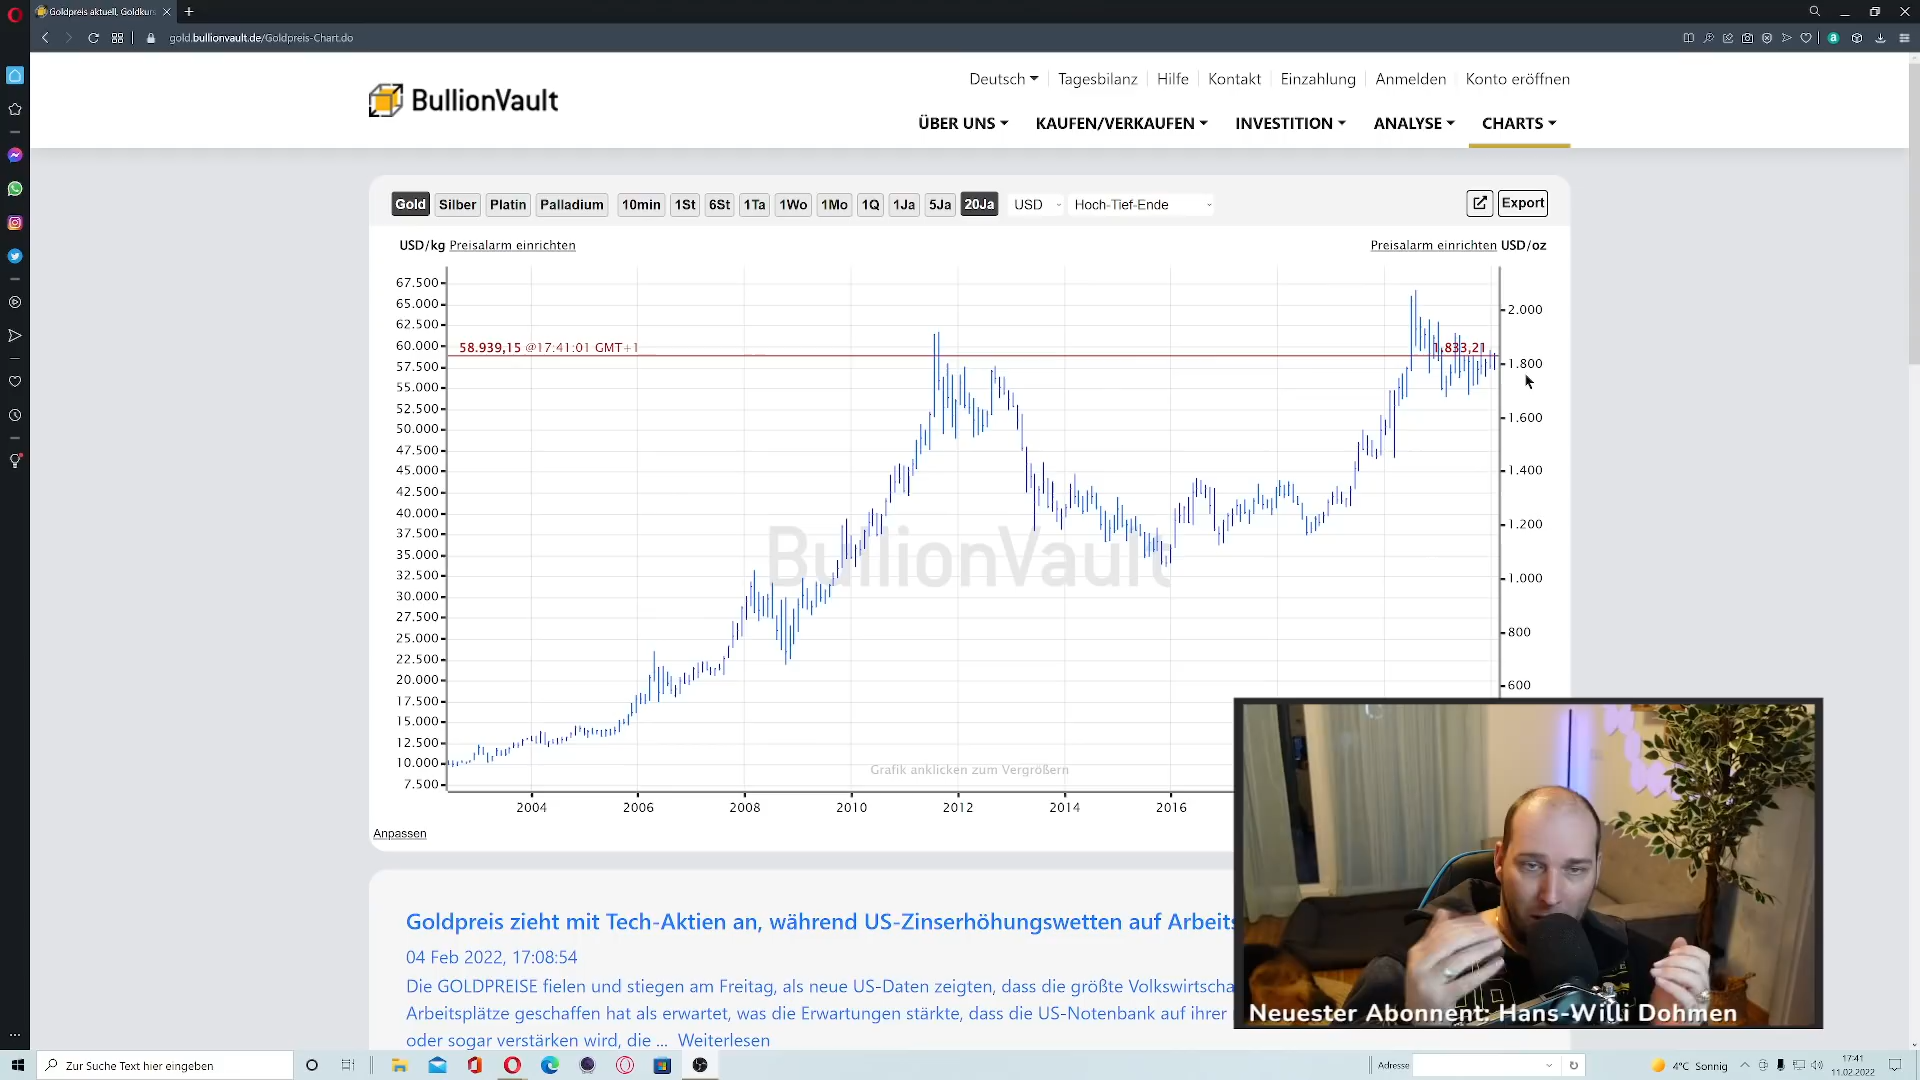 Goldpreis aktuell, Goldkurs
gold.bullionvault.de/Goldpreis-Chart.do
BullionVault
Deutsch Tagesbilanz Hilfe Kontakt Einzahlung Anmelden Konto eröffnen
ÜBER UNS KAUFEN/VERKAUFEN INVESTITION ANALYSE CHARTS
Gold Silber Platin Palladium 10min 1St 6St 1Ta 1Wo 1Mo 1Q 1Ja 5Ja 20Ja USD Hoch-Tief-Ende Export
USD/kg Preisalarm einrichten Preisalarm einrichten USD/oz
67.500
65.000
62.500
60.000
57.500
55.000
52.500
50.000
47.500
45.000
42.500
40.000
37.500
35.000
32.500
30.000
27.500
25.000
22.500
20.000
17.500
15.000
12.500
10.000
7.500
58.939,15 @17:41:01 GMT+1
1.833,21
2.000
1.800
1.600
1.400
1.200
1.000
800
600
BullionVault
Grafik anklicken zum Vergrößern
2004 2006 2008 2010 2012 2014 2016
Anpassen
Goldpreis zieht mit Tech-Aktien an, während US-Zinserhöhungswetten auf Arbeits
04 Feb 2022, 17:08:54
Die GOLDPREISE fielen und stiegen am Freitag, als neue US-Daten zeigten, dass die größte Volkswirtscha
Arbeitsplätze geschaffen hat als erwartet, was die Erwartungen stärkte, dass die US-Notenbank auf ihrer
oder sogar verstärken wird, die ... Weiterlesen
Neuester Abonnent: Hans-Willi Dohmen
Zur Suche Text hier eingeben
Adresse
4°C Sonnig
17:41
11.02.2022